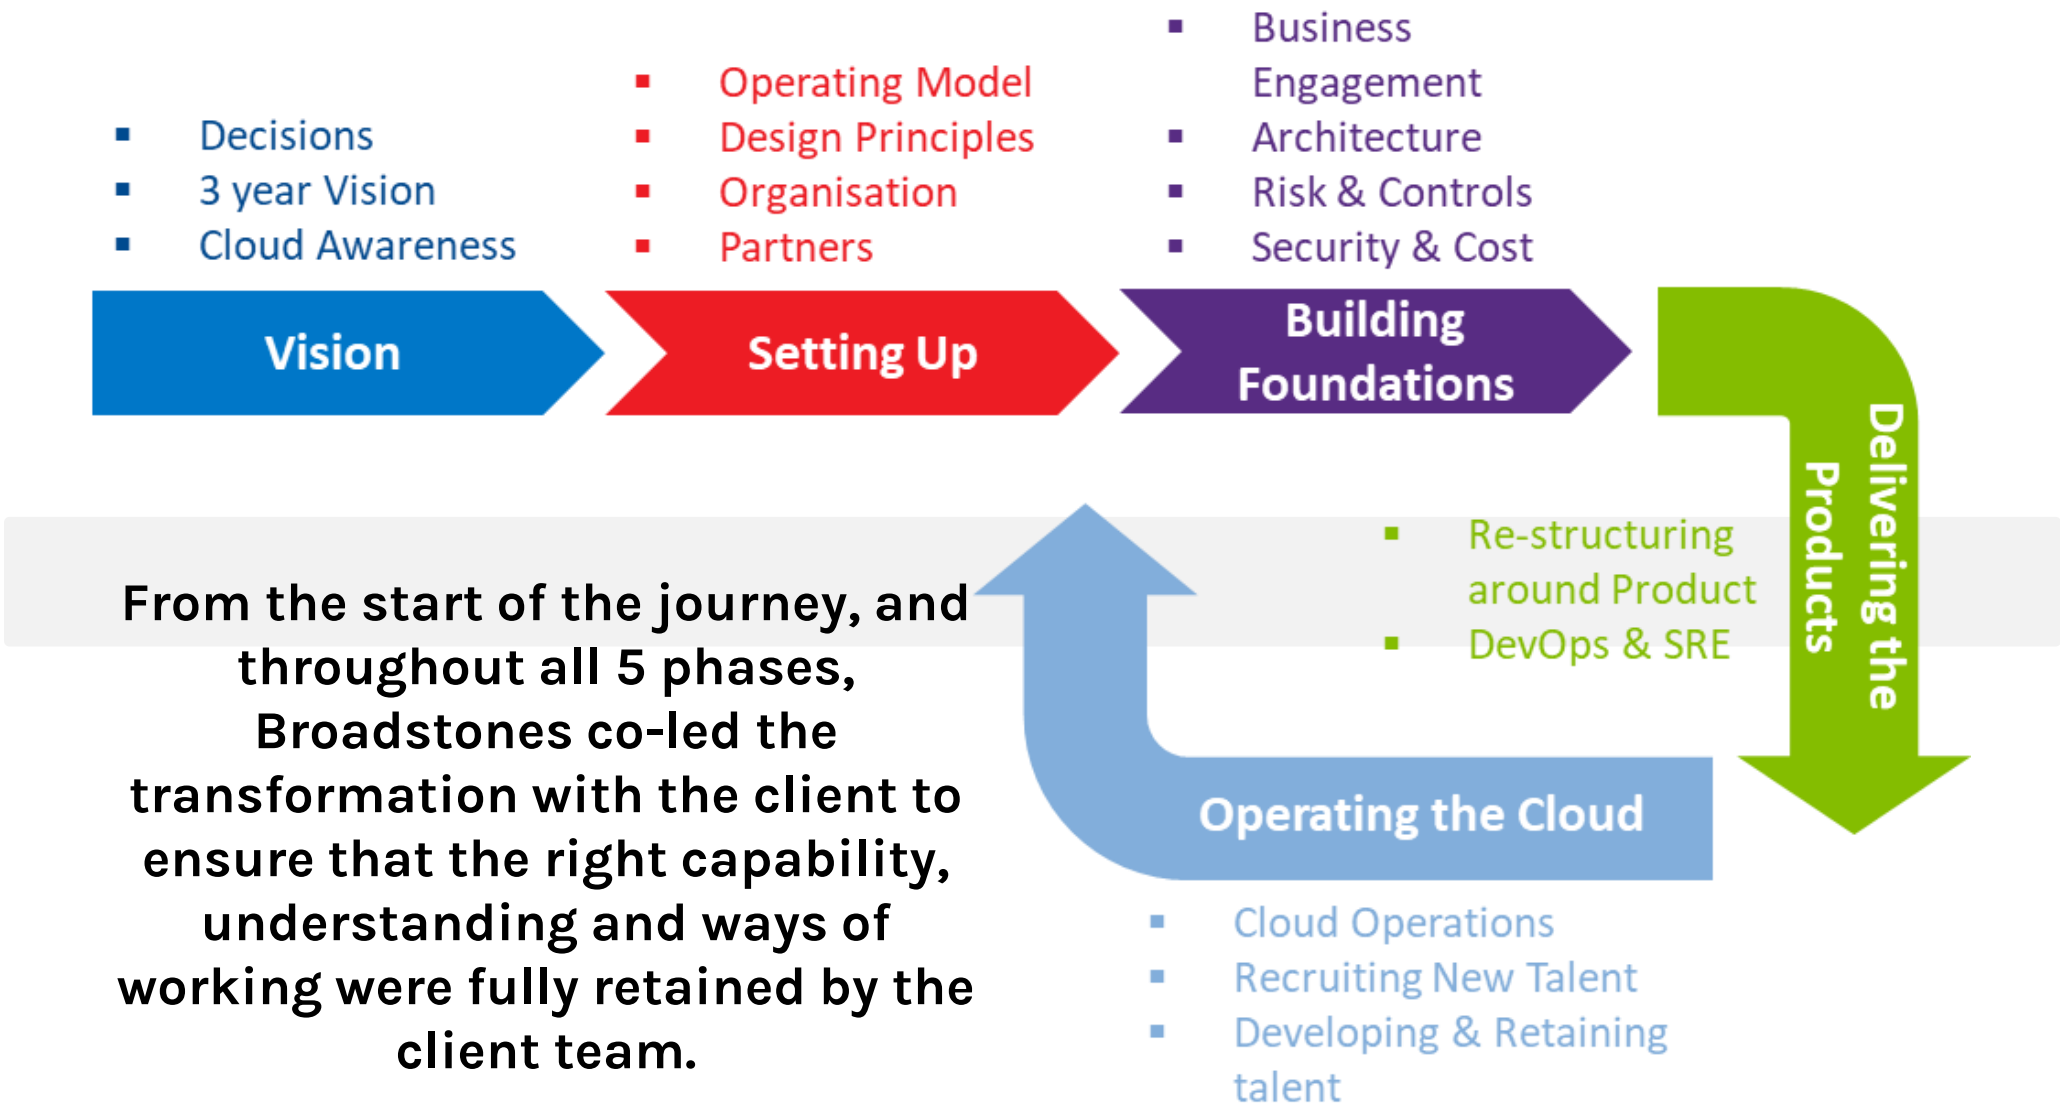 ▪ Decisions
▪ 3 year Vision
▪ Cloud Awareness
Vision
▪ Operating Model
▪ Design Principles
▪ Organisation
▪ Partners
Setting Up
▪ Business
Engagement
▪ Architecture
▪ Risk & Controls
▪ Security & Cost
Building
Foundations
Delivering the
Products
▪ Re-structuring
around Product
▪ DevOps & SRE
Operating the Cloud
▪ Cloud Operations
▪ Recruiting New Talent
▪ Developing & Retaining
talent
From the start of the journey, and
throughout all 5 phases,
Broadstones co-led the
transformation with the client to
ensure that the right capability,
understanding and ways of
working were fully retained by the
client team.